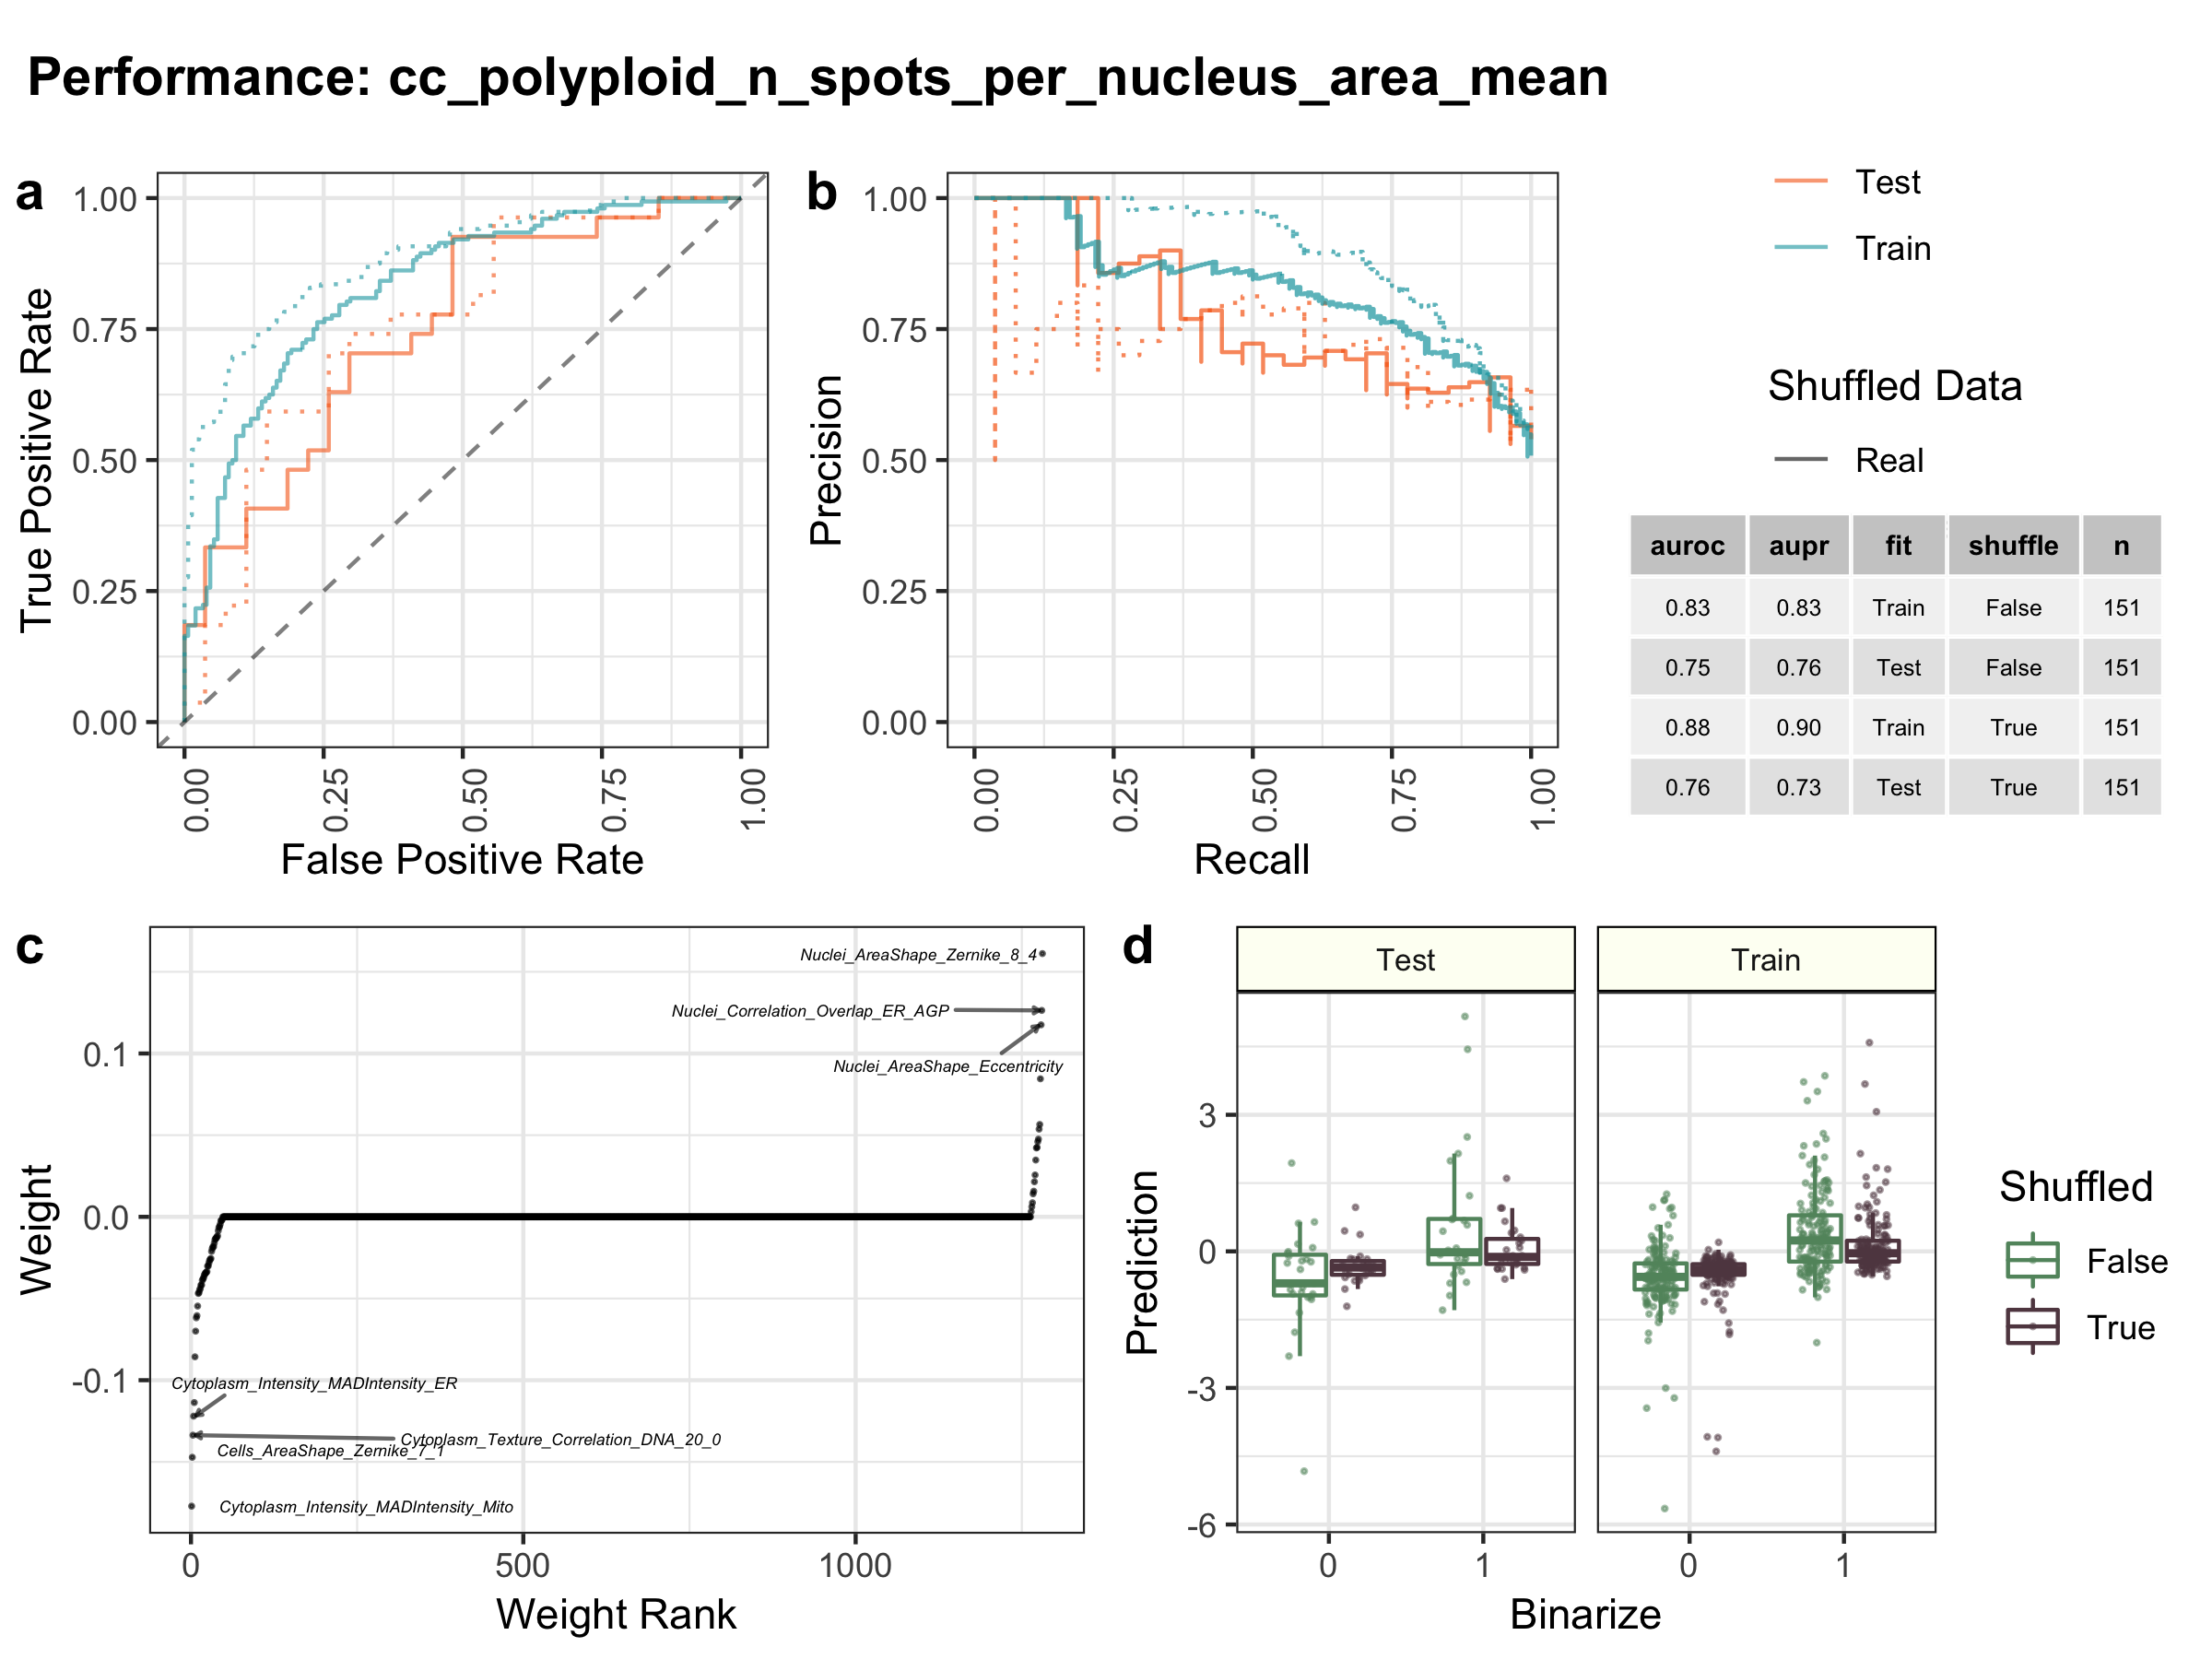 Performance: cc_polyploid_n_spots_per_nucleus_area_mean
a
1.00
0.75
0.50
0.25
0.00
True Positive Rate
0.00
0.25
0.50
0.75
1.00
False Positive Rate
b
1.00
0.75
0.50
0.25
0.00
Precision
0.00
0.25
0.50
0.75
1.00
Recall
Test
Train
Shuffled Data
Real
auroc aupr fit shuffle n
0.83 0.83 Train False 151
0.75 0.76 Test False 151
0.88 0.90 Train True 151
0.76 0.73 Test True 151
c
0.1
0.0
-0.1
Weight
Nuclei_AreaShape_Zernike_8_4
Nuclei_Correlation_Overlap_ER_AGP
Nuclei_AreaShape_Eccentricity
Cytoplasm_Intensity_MADIntensity_ER
Cytoplasm_Texture_Correlation_DNA_20_0
Cells_AreaShape_Zernike_7_1
Cytoplasm_Intensity_MADIntensity_Mito
0
500
1000
Weight Rank
d
Test
Train
3
0
-3
-6
Prediction
0
1
0
1
Binarize
Shuffled
False
True